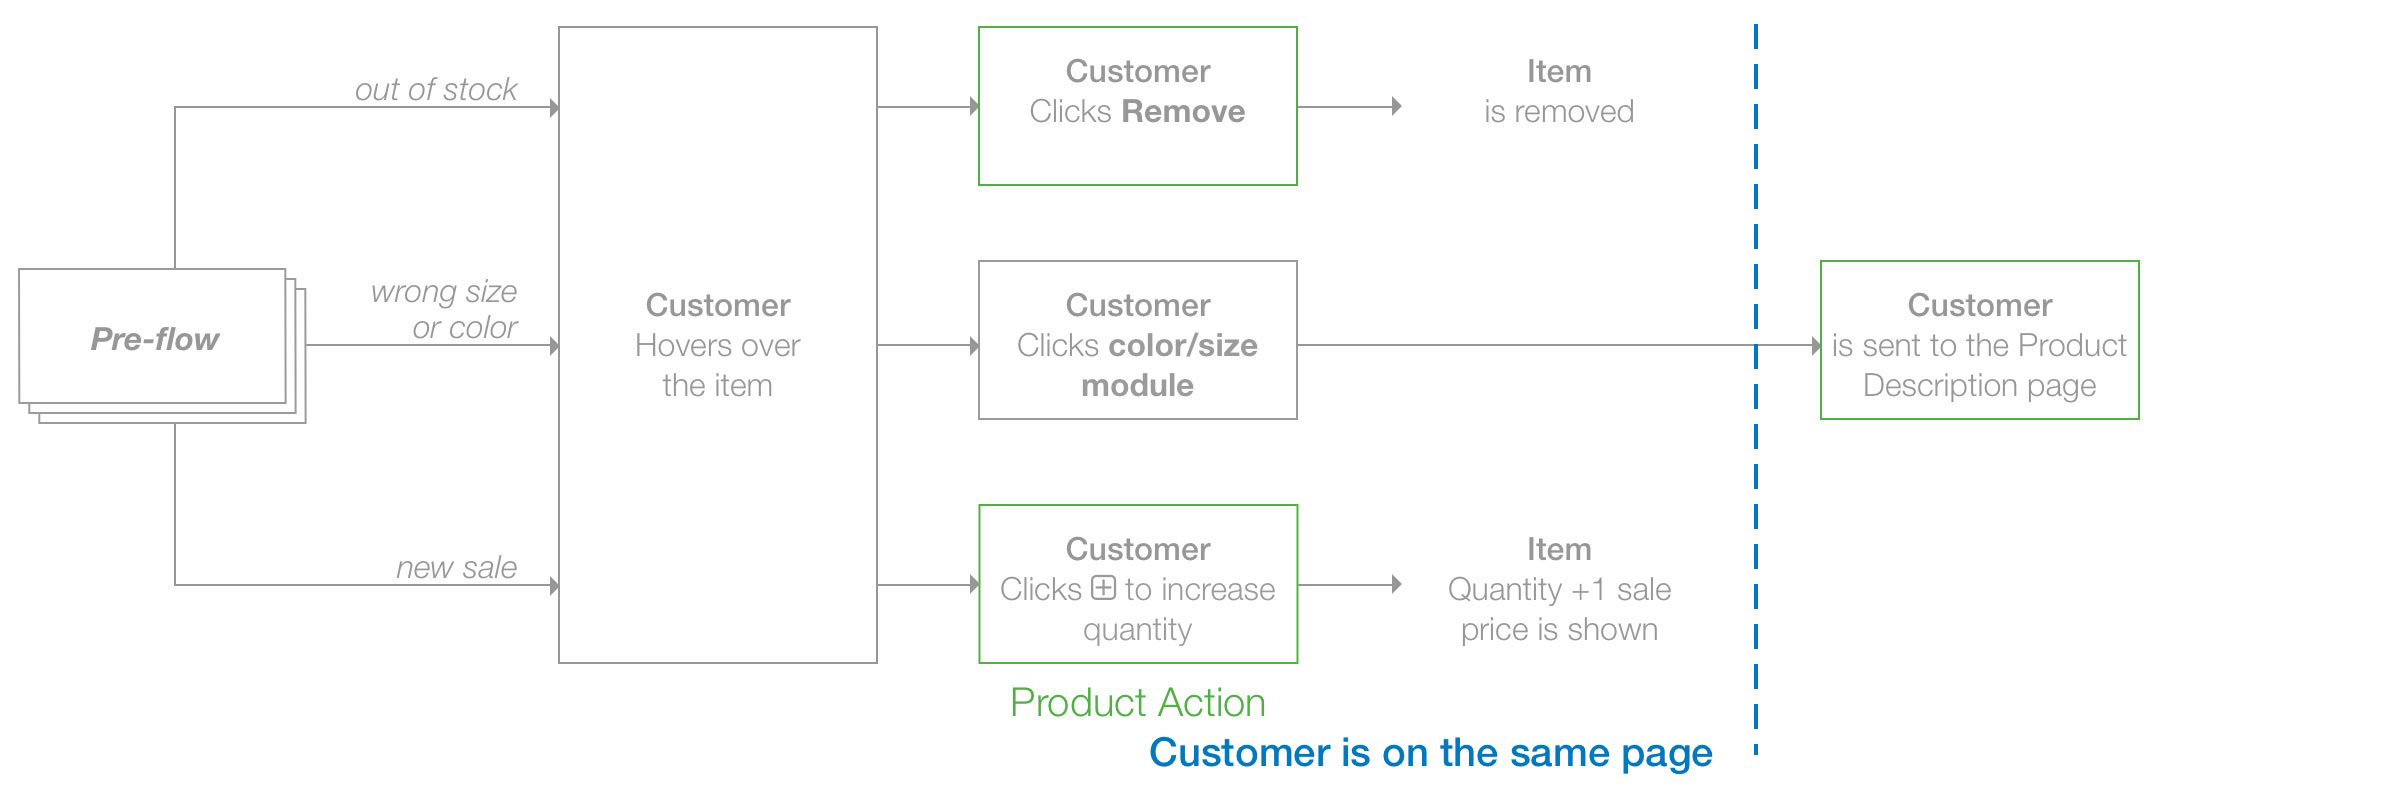 out of stock
Customer
Clicks Remove
Item
is removed
Pre-flow
wrong size
or color
Customer
Hovers over
the item
Customer
Clicks color/size
module
Customer
is sent to the Product
Description page
new sale
Customer
Clicks + to increase
quantity
Item
Quantity +1 sale
price is shown
Product Action
Customer is on the same page